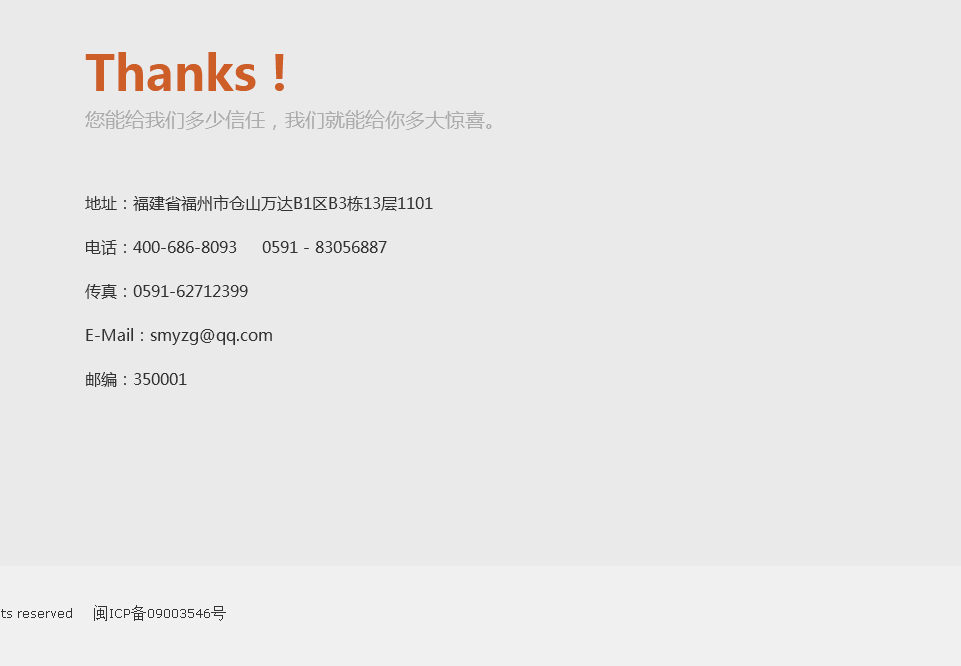 Thanks！
您能给我们多少信任，我们就能给你多大惊喜。
地址：福建省福州市仓山万达B1区B3栋13层1101
电话：400-686-8093 0591 - 83056887
传真：0591-62712399
E-Mail：smyzg@qq.com
邮编：350001
ts reserved 闽ICP备09003546号